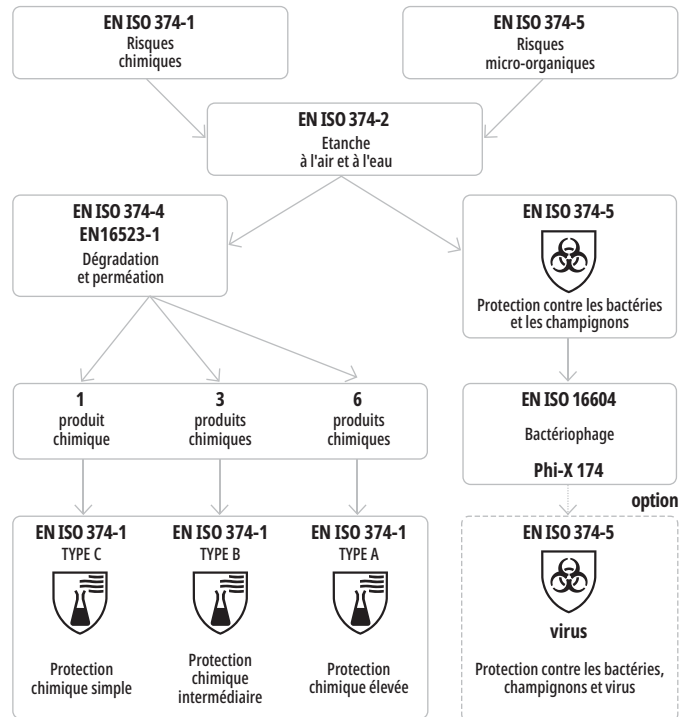 EN ISO 374-1
Risques
chimiques
EN ISO 374-5
Risques
micro-organiques
EN ISO 374-2
Etanche
à l'air et à l'eau
EN ISO 374-4
EN16523-1
Dégradation
et perméation
EN ISO 374-5
Protection contre les bactéries
et les champignons
1
produit
chimique
3
produits
chimiques
6
produits
chimiques
EN ISO 16604
Bactériophage
Phi-X 174
option
EN ISO 374-1
TYPE C
Protection
chimique simple
EN ISO 374-1
TYPE B
Protection
chimique
intermédiaire
EN ISO 374-1
TYPE A
Protection
chimique élevée
EN ISO 374-5
virus
Protection contre les bactéries,
champignons et virus